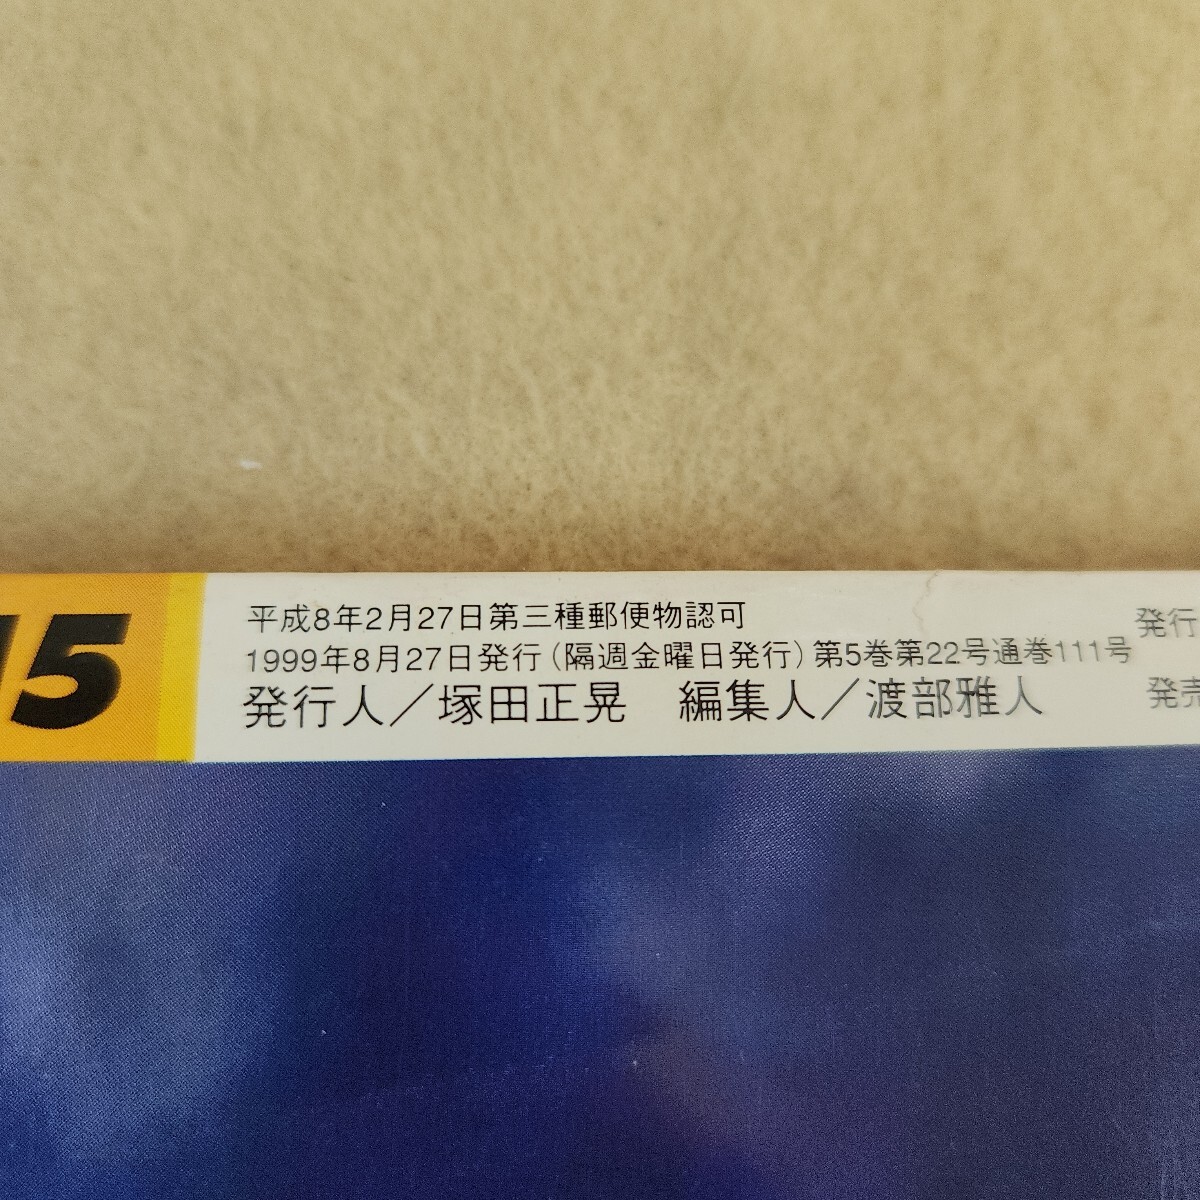 15
平成8年2月27日第三種郵便物認可
1999年8月27日発行(隔週金曜日発行)第5巻第22号通巻111号
発行人／塚田正晃　編集人／渡部雅人
発行
発売